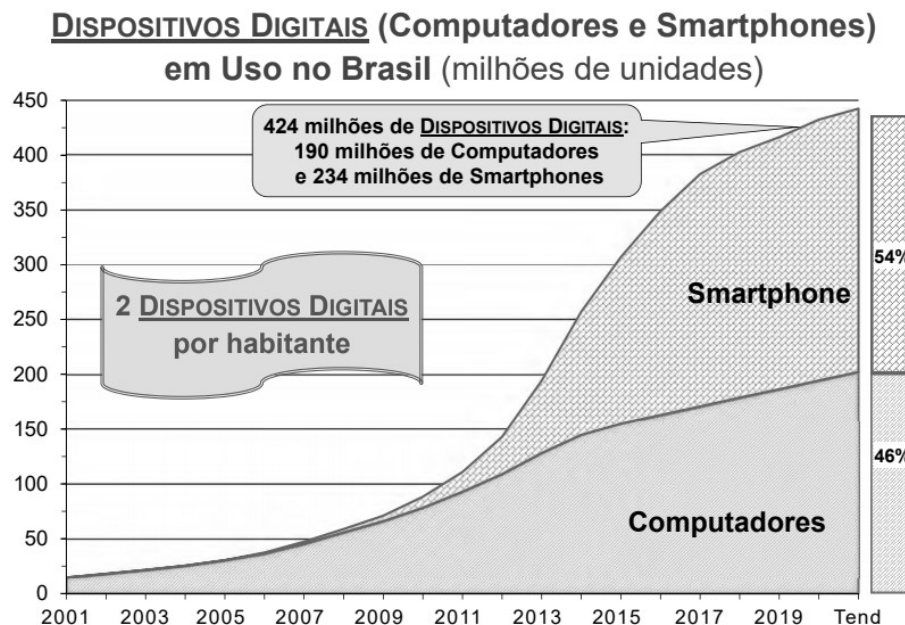 DISPOSITIVOS DIGITAIS (Computadores e Smartphones)
em Uso no Brasil (milhões de unidades)
450
424 milhões de DISPOSITIVOS DIGITAIS:
190 milhões de Computadores
e 234 milhões de Smartphones
400
350
300
54%
2 DISPOSITIVOS DIGITAIS
por habitante
Smartphone
250
200
150
46%
100
Computadores
50
0
2001 2003 2005 2007 2009 2011 2013 2015 2017 2019 Tend